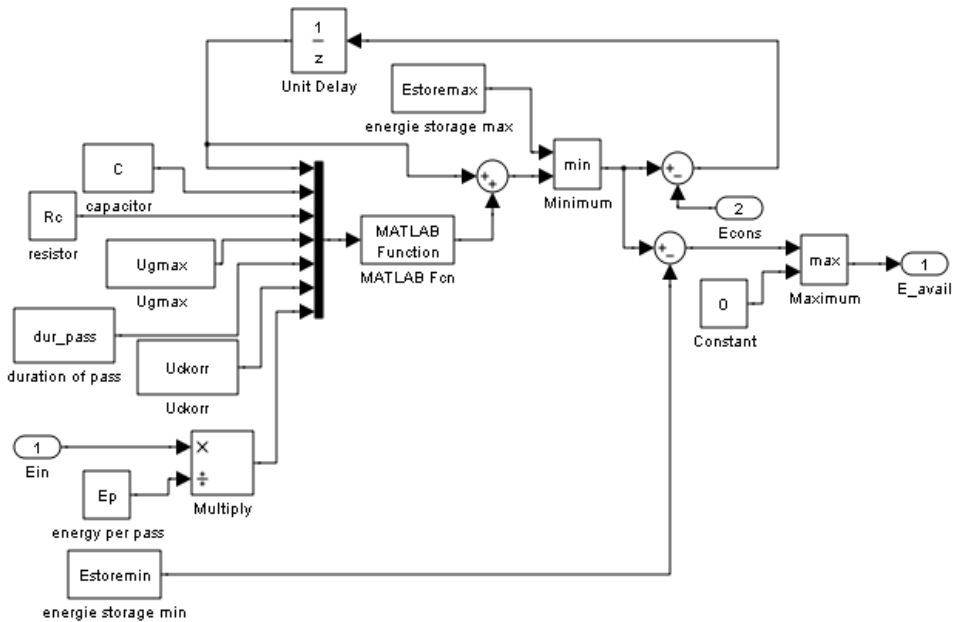 1
z
Unit Delay
Estoremax
energie storage max
C
capacitor
Rc
resistor
Ugmax
Ugmax
dur_pass
duration of pass
Uckorr
Uckorr
1
Ein
Ep
energy per pass
×
÷
Multiply
Estoremin
energie storage min
MATLAB
Function
MATLAB Fcn
+
+
min
Minimum
+
−
2
Econs
+
−
0
Constant
max
Maximum
1
E_avail